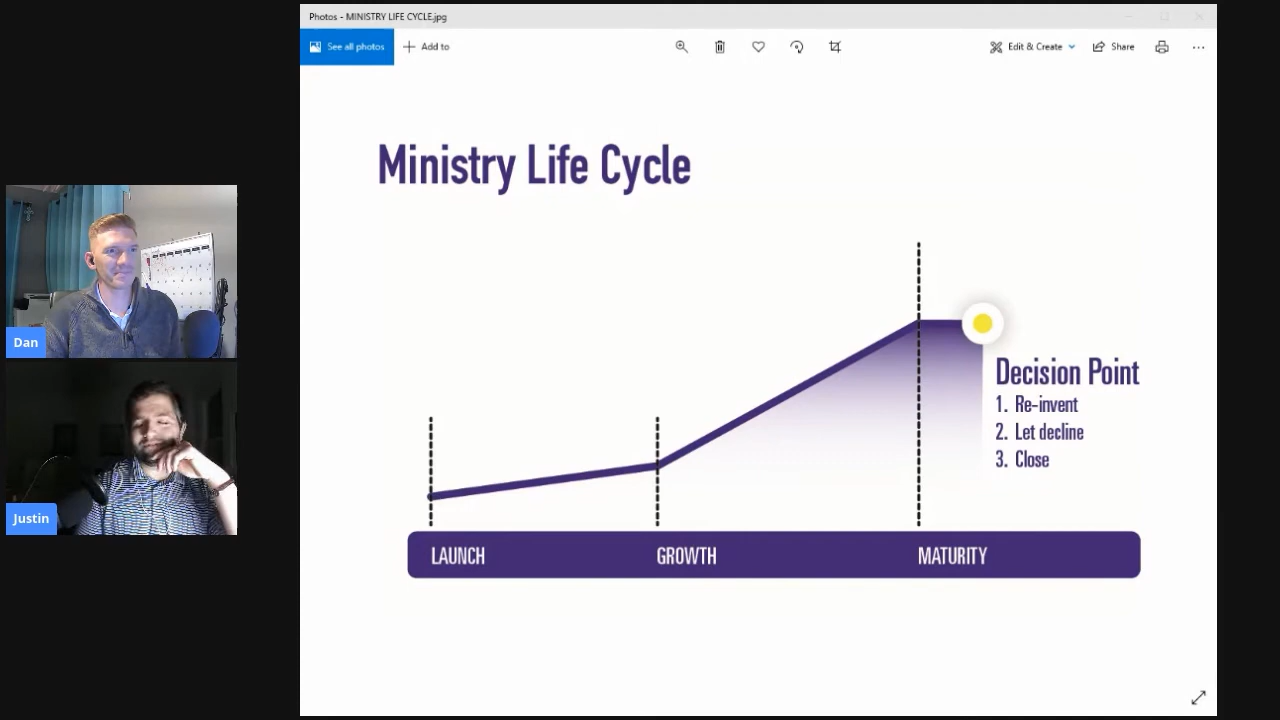 Photos - MINISTRY LIFE CYCLE.jpg
See all photos
Add to
Edit & Create
Share
Ministry Life Cycle
Dan
Justin
Decision Point
1. Re-invent
2. Let decline
3. Close
LAUNCH
GROWTH
MATURITY